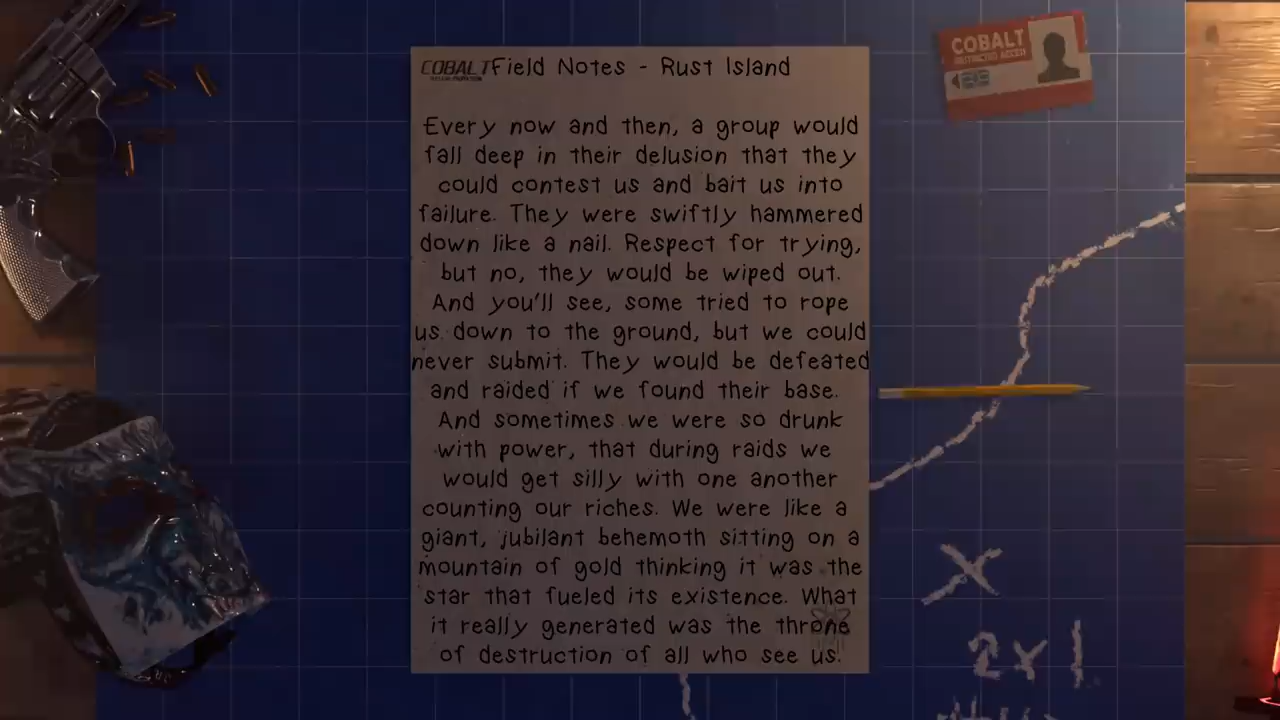 COBALT Field Notes - Rust Island
Every now and then, a group would
fall deep in their delusion that they
could contest us and bait us into
failure. They were swiftly hammered
down like a nail. Respect for trying,
but no, they would be wiped out.
And you'll see, some tried to rope
us down to the ground, but we could
never submit. They would be defeated
and raided if we found their base.
And sometimes we were so drunk
with power, that during raids we
would get silly with one another
counting our riches. We were like a
giant, jubilant behemoth sitting on a
mountain of gold thinking it was the
star that fueled its existence. What
it really generated was the throne
of destruction of all who see us.
COBALT
X
2x1